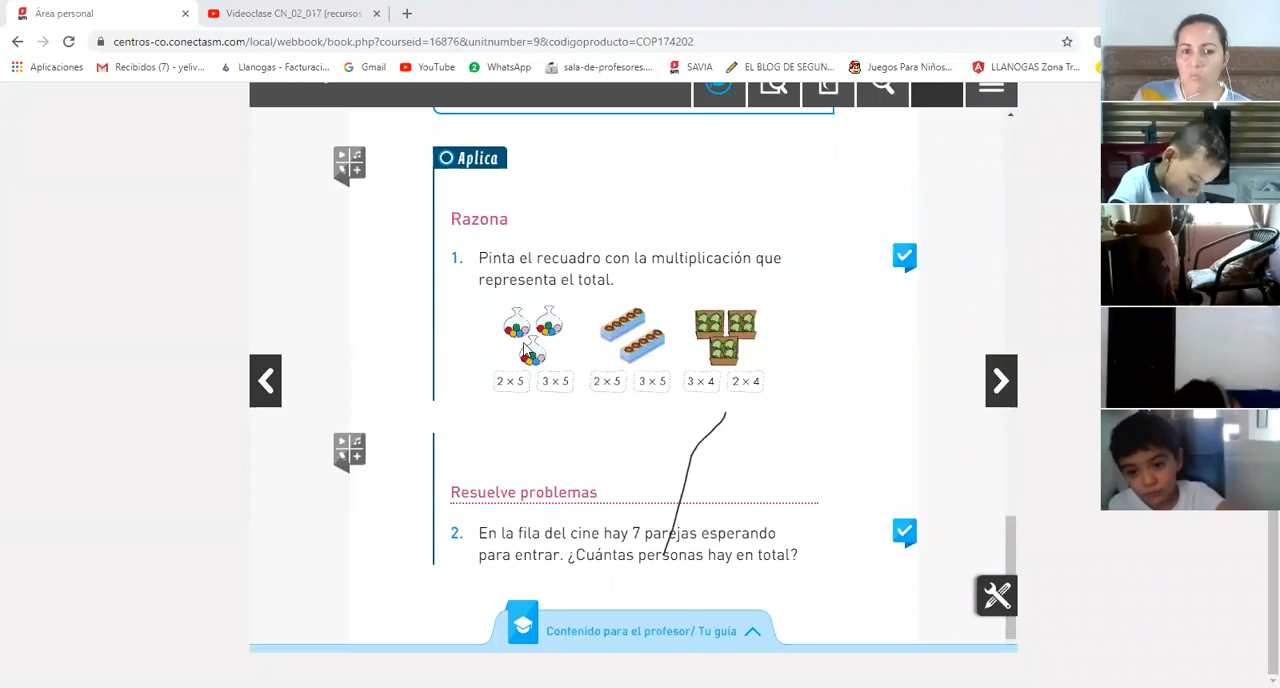 Área personal
Videoclase CN_02_017 (recursos
centros-co.conectasm.com/local/webbook/book.php?courseid=16876&unitnumber=9&codigoproducto=COP174202
Aplicaciones
Recibidos (7) - yeliv...
Llanogas - Facturaci...
Gmail
YouTube
WhatsApp
sala-de-profesores....
SAVIA
EL BLOG DE SEGUN...
Juegos Para Niños...
LLANOGAS Zona Tr...
Aplica
Razona
1. Pinta el recuadro con la multiplicación que
representa el total.
2 × 5 3 × 5 2 × 5 3 × 5 3 × 4 2 × 4
Resuelve problemas
2. En la fila del cine hay 7 parejas esperando
para entrar. ¿Cuántas personas hay en total?
Contenido para el profesor/ Tu guía